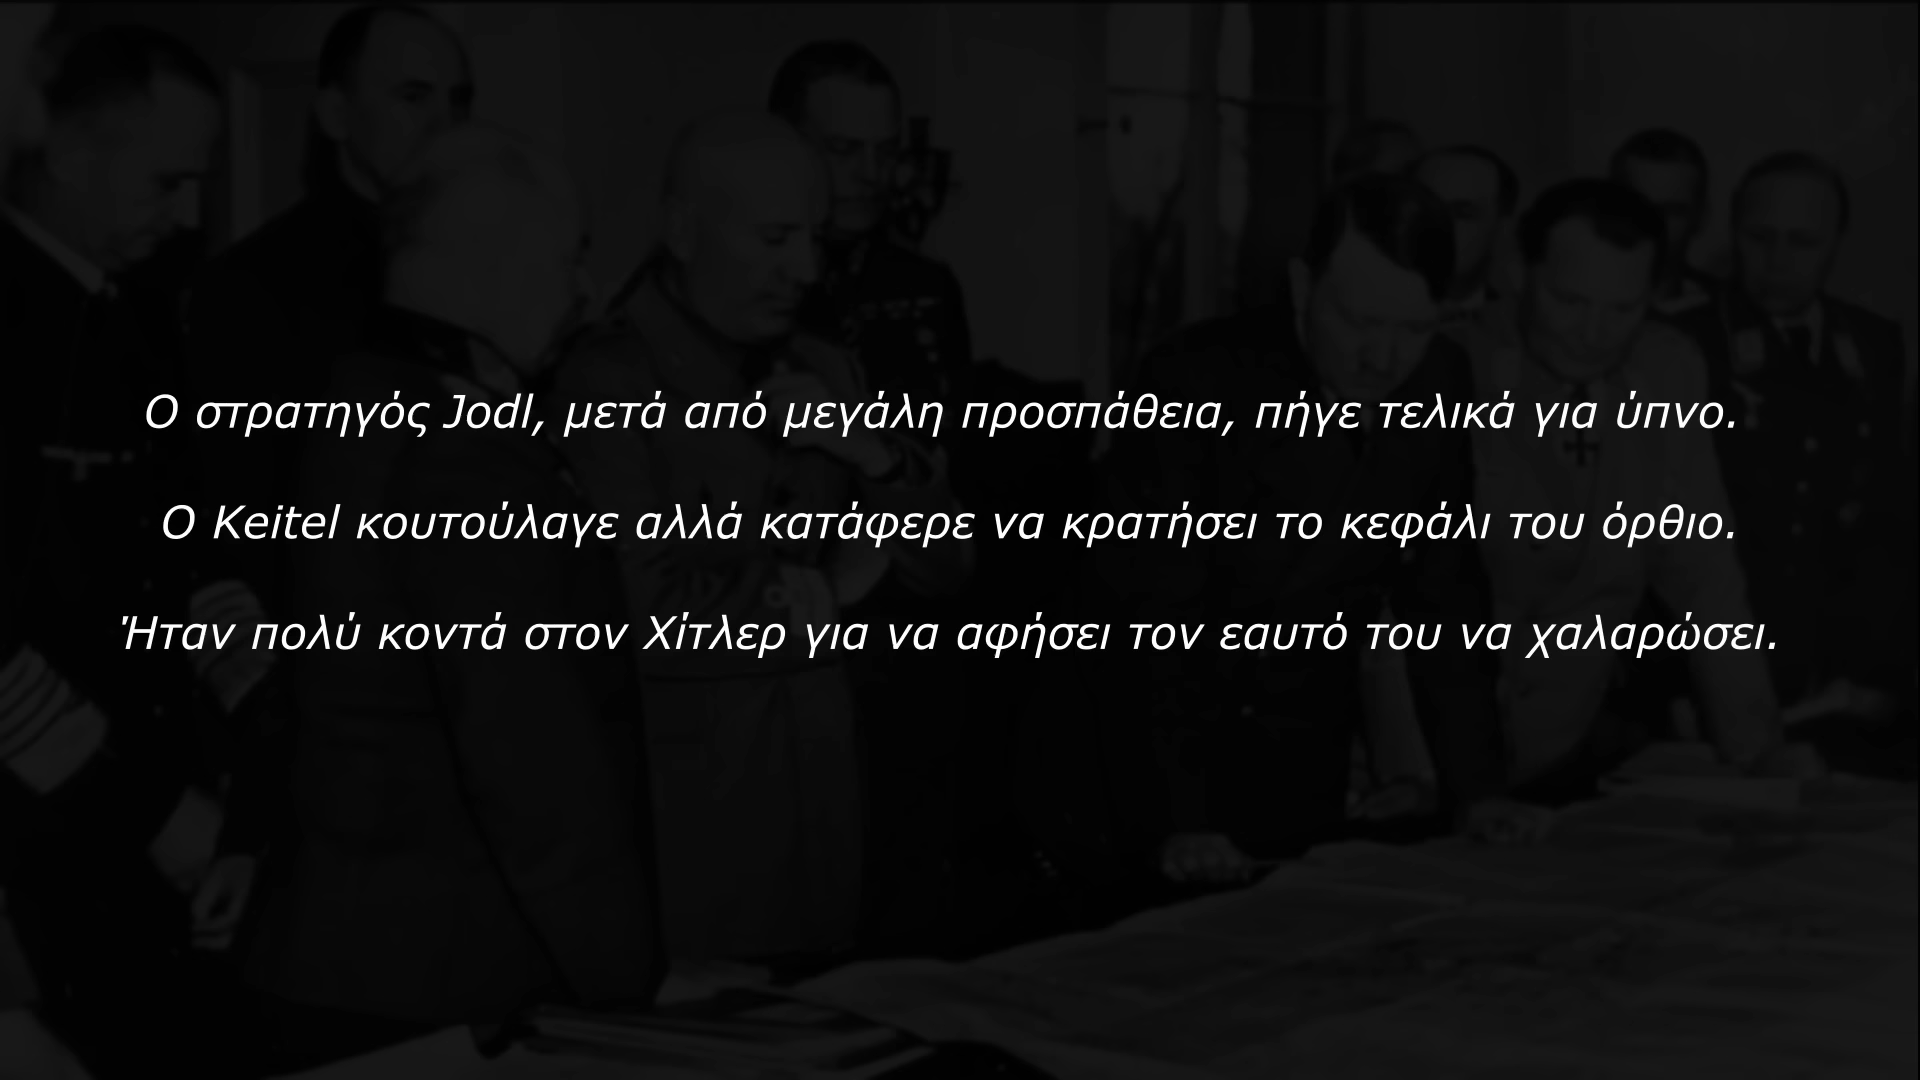 Ο στρατηγός Jodl, μετά από μεγάλη προσπάθεια, πήγε τελικά για ύπνο.
Ο Keitel κουτούλαγε αλλά κατάφερε να κρατήσει το κεφάλι του όρθιο.
Ήταν πολύ κοντά στον Χίτλερ για να αφήσει τον εαυτό του να χαλαρώσει.